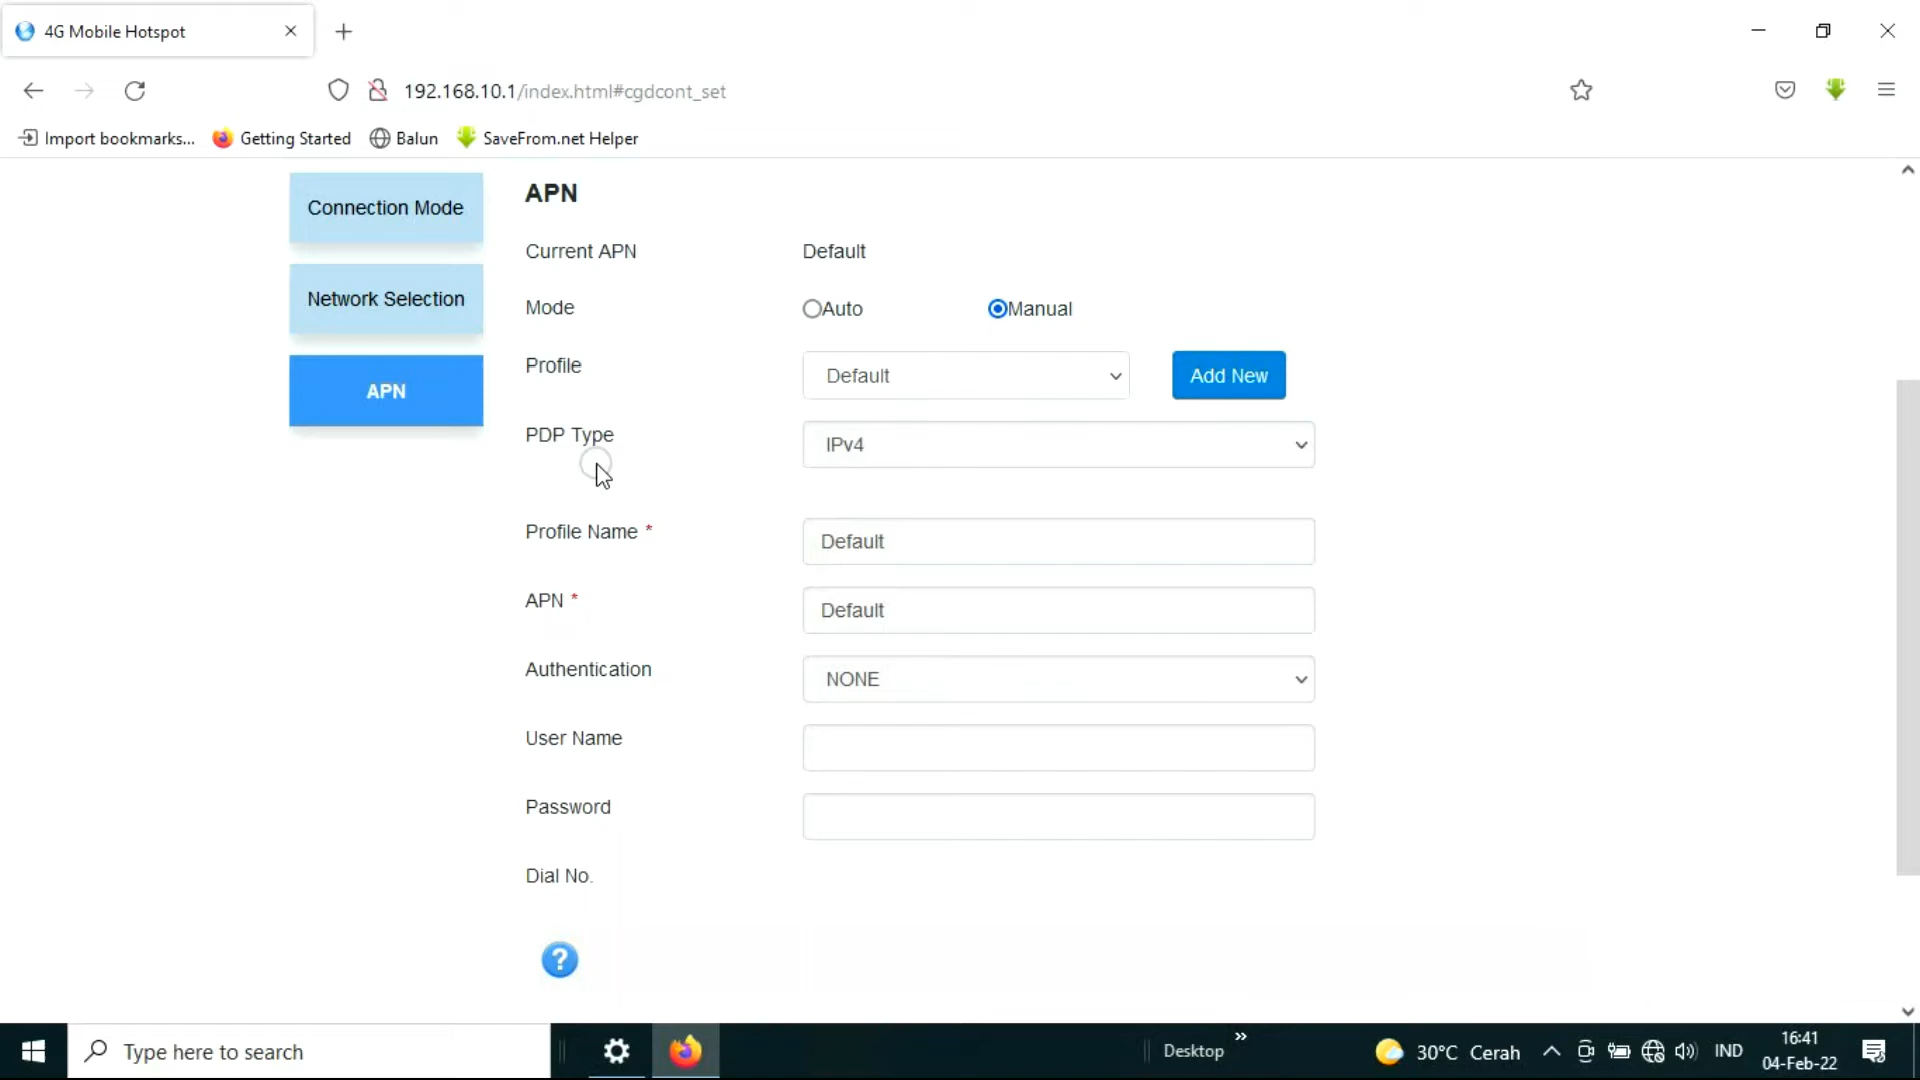 4G Mobile Hotspot
192.168.10.1/index.html#cgdcont_set
Import bookmarks... Getting Started Balun SaveFrom.net Helper
Connection Mode
Network Selection
APN
APN
Current APN Default
Mode Auto Manual
Profile Default Add New
PDP Type IPv4
Profile Name * Default
APN * Default
Authentication NONE
User Name
Password
Dial No.
?
Type here to search
Desktop
30°C Cerah
IND
16:41
04-Feb-22